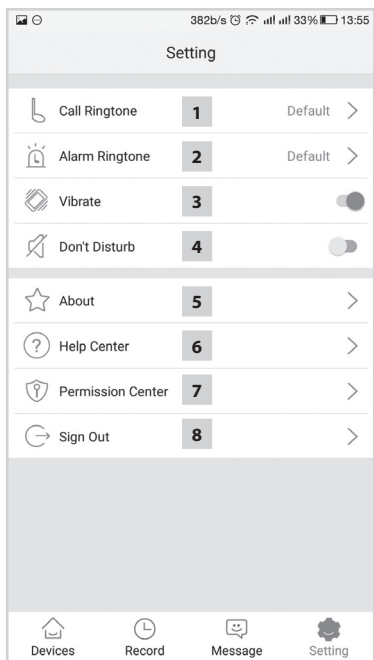 382b/s 33% 13:55
Setting
Call Ringtone 1 Default
Alarm Ringtone 2 Default
Vibrate 3
Don't Disturb 4
About 5
Help Center 6
Permission Center 7
Sign Out 8
Devices Record Message Setting